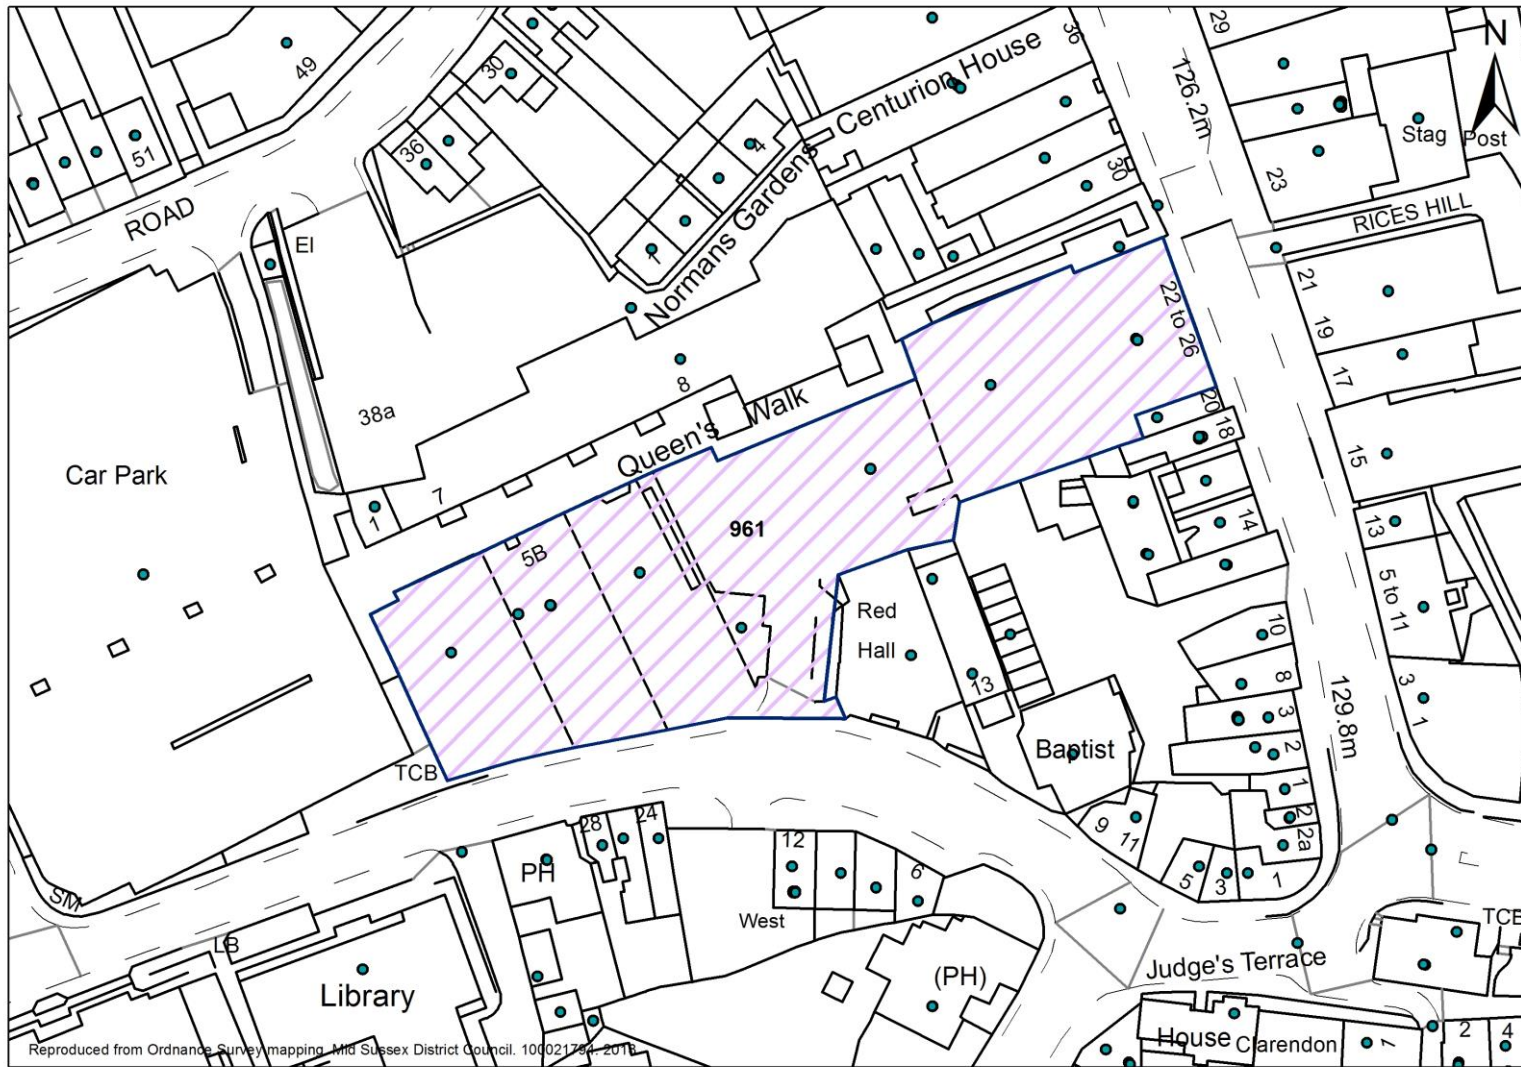 49
30
36
29
N
51
36
4
Centurion House
126.2m
Stag
Post
ROAD
El
1
Normans Gardens
30
23
RICES HILL
22 to 26
21
19
17
38a
8
Queen's Walk
20
18
15
Car Park
7
1
961
5B
14
13
5 to 11
Red
Hall
10
13
8
3
3
1
129.8m
Baptist
2
1
2
2a
TCB
28
24
12
9
11
6
5
3
1
PH
SM
West
LB
TCB
Judge's Terrace
(PH)
Library
House
Clarendon
1
2
4
Reproduced from Ordnance Survey mapping. Mid Sussex District Council. 100021794. 2018